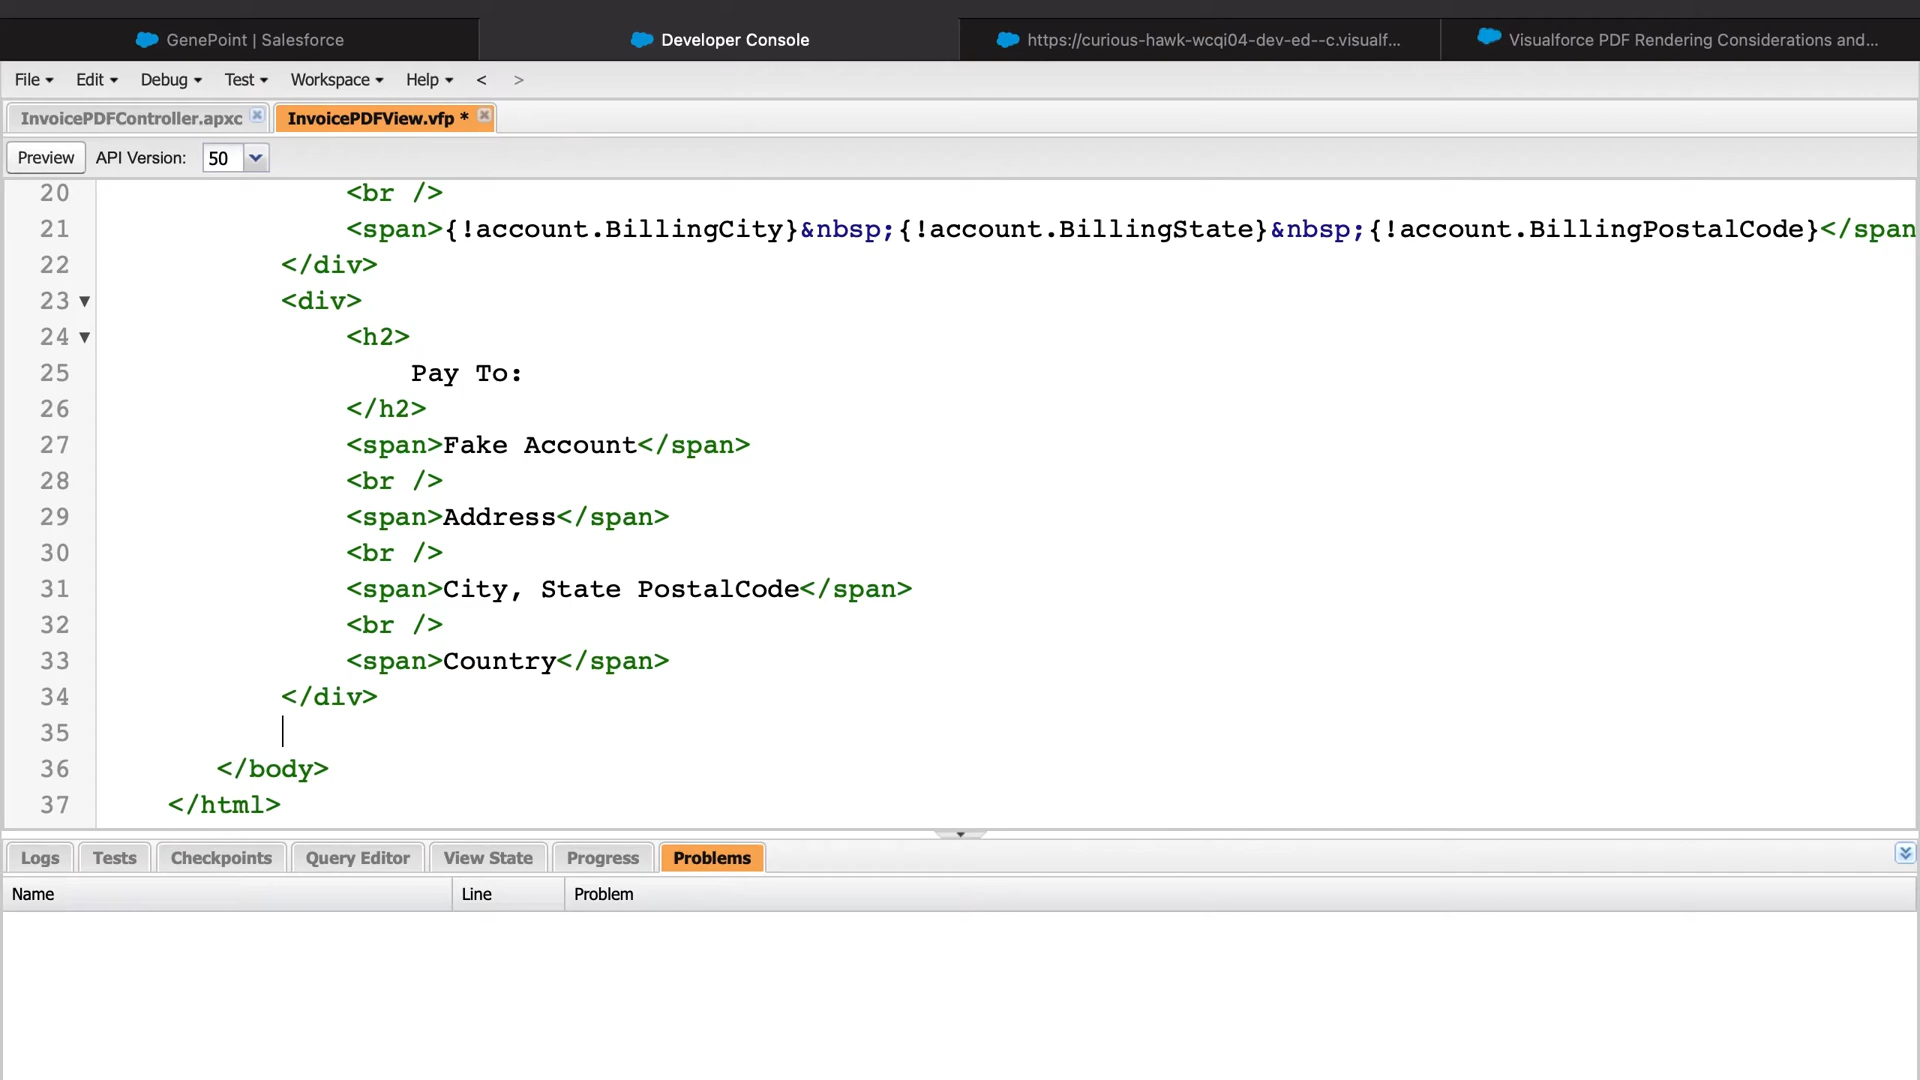 GenePoint | Salesforce
Developer Console
https://curious-hawk-wcqi04-dev-ed--c.visualf...
Visualforce PDF Rendering Considerations and...
File Edit Debug Test Workspace Help < >
InvoicePDFController.apxc
InvoicePDFView.vfp *
Preview API Version: 50
20 <br />
21 <span>{!account.BillingCity}&nbsp;{!account.BillingState}&nbsp;{!account.BillingPostalCode}</span
22 </div>
23 <div>
24 <h2>
25 Pay To:
26 </h2>
27 <span>Fake Account</span>
28 <br />
29 <span>Address</span>
30 <br />
31 <span>City, State PostalCode</span>
32 <br />
33 <span>Country</span>
34 </div>
35
36 </body>
37 </html>
Logs Tests Checkpoints Query Editor View State Progress Problems
Name Line Problem